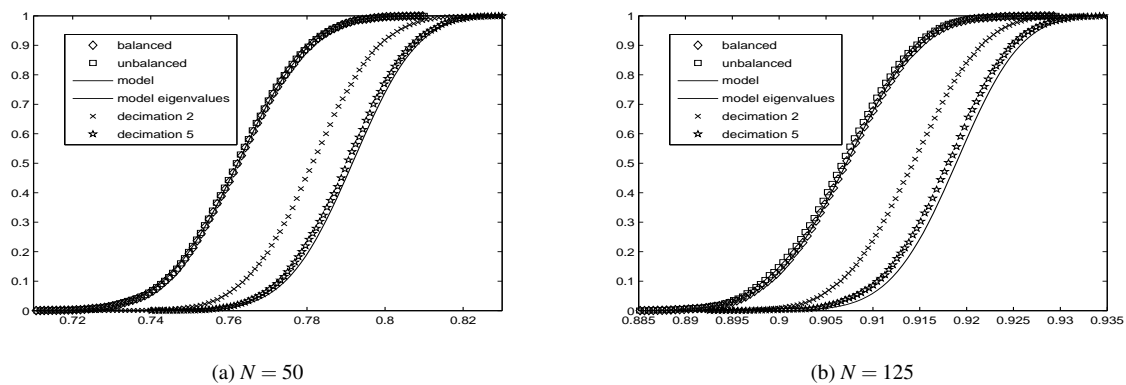 1
0.9
0.8
0.7
0.6
0.5
0.4
0.3
0.2
0.1
0
balanced
unbalanced
model
model eigenvalues
decimation 2
decimation 5
0.72 0.74 0.76 0.78 0.8 0.82
(a) N = 50
1
0.9
0.8
0.7
0.6
0.5
0.4
0.3
0.2
0.1
0
balanced
unbalanced
model
model eigenvalues
decimation 2
decimation 5
0.885 0.89 0.895 0.9 0.905 0.91 0.915 0.92 0.925 0.93 0.935
(b) N = 125